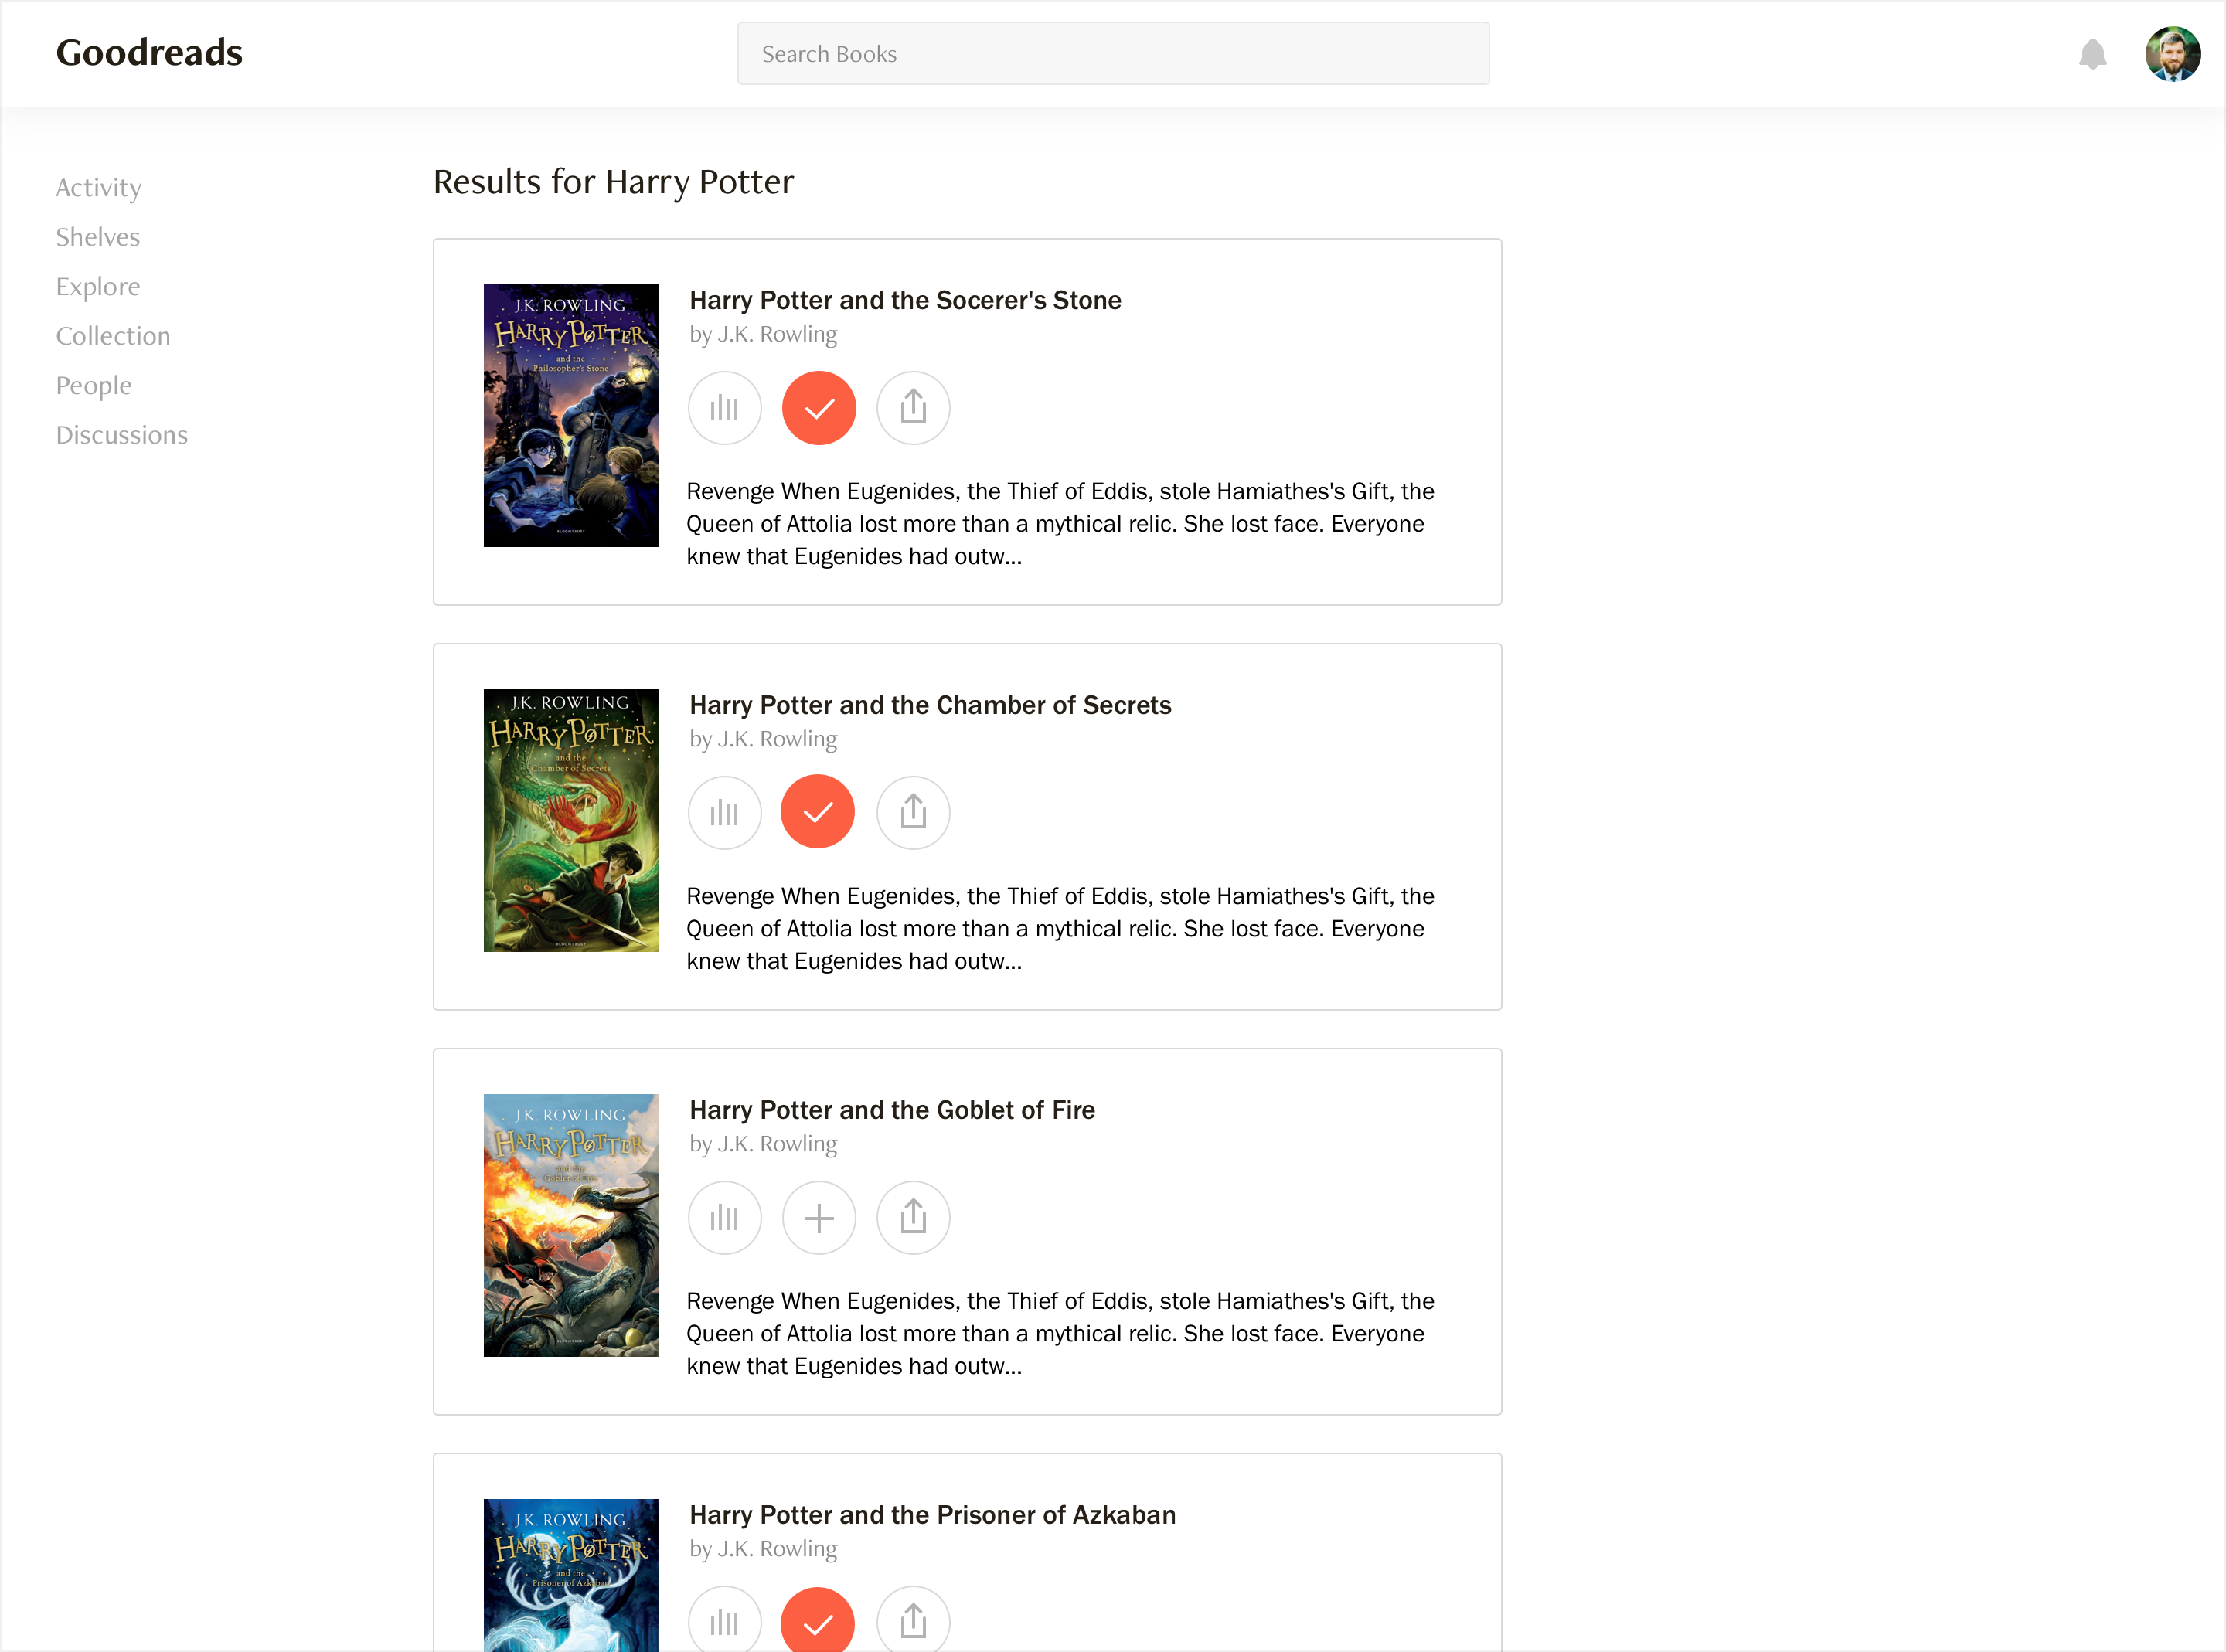 Goodreads
Search Books
Activity
Shelves
Explore
Collection
People
Discussions
Results for Harry Potter
J.K. ROWLING
HARRY POTTER
and the
Philosopher's Stone
BLOOMSBURY
Harry Potter and the Socerer's Stone
by J.K. Rowling
Revenge When Eugenides, the Thief of Eddis, stole Hamiathes's Gift, the
Queen of Attolia lost more than a mythical relic. She lost face. Everyone
knew that Eugenides had outw...
J.K. ROWLING
HARRY POTTER
and the
Chamber of Secrets
BLOOMSBURY
Harry Potter and the Chamber of Secrets
by J.K. Rowling
Revenge When Eugenides, the Thief of Eddis, stole Hamiathes's Gift, the
Queen of Attolia lost more than a mythical relic. She lost face. Everyone
knew that Eugenides had outw...
J.K. ROWLING
HARRY POTTER
and the
Goblet of Fire
BLOOMSBURY
Harry Potter and the Goblet of Fire
by J.K. Rowling
Revenge When Eugenides, the Thief of Eddis, stole Hamiathes's Gift, the
Queen of Attolia lost more than a mythical relic. She lost face. Everyone
knew that Eugenides had outw...
J.K. ROWLING
HARRY POTTER
and the
Prisoner of Azkaban
Harry Potter and the Prisoner of Azkaban
by J.K. Rowling